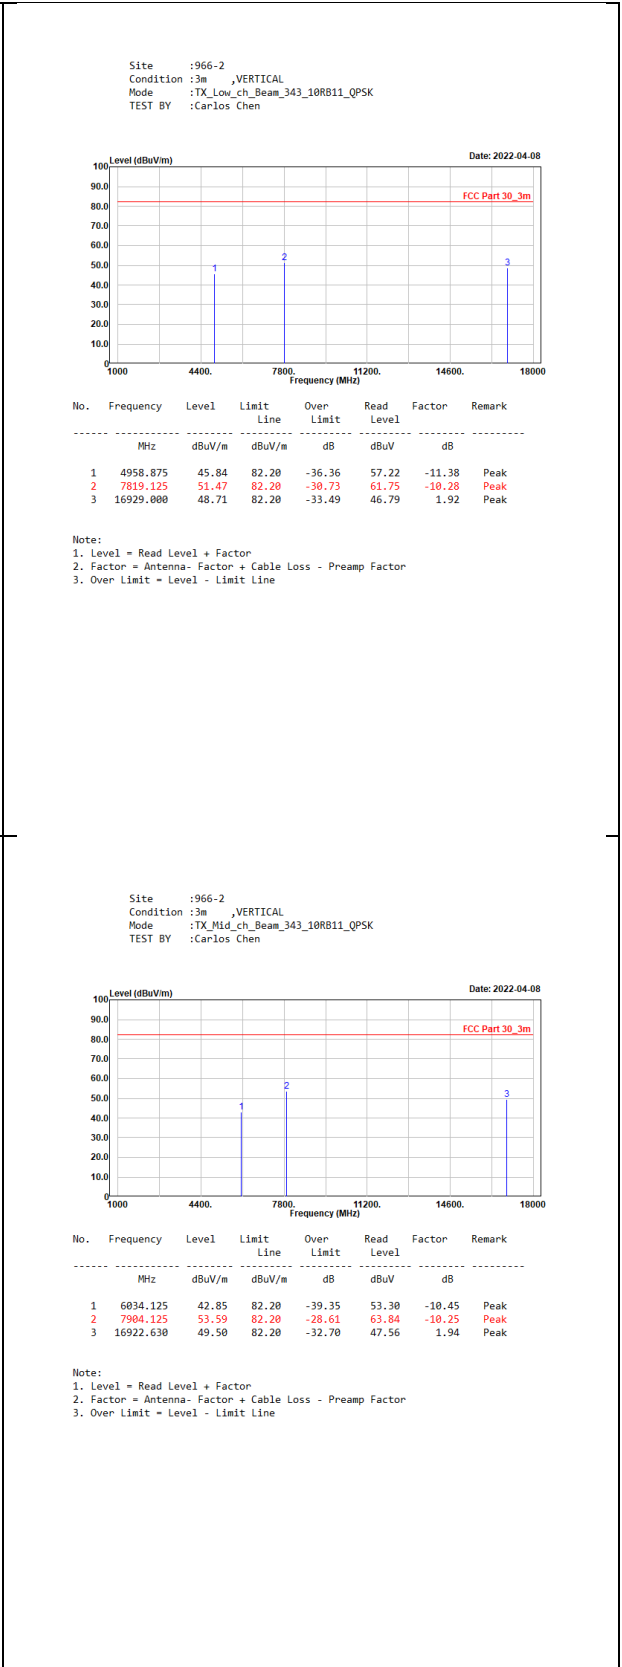 Site :966-2
Condition :3m ,VERTICAL
Mode :TX_Low_ch_Beam_343_10RB11_QPSK
TEST BY :Carlos Chen
Level (dBuV/m) Date: 2022-04-08
100
90.0
FCC Part 30_3m
80.0
70.0
60.0
50.0
40.0
30.0
20.0
10.0
0
1 2 3
1000 4400. 7800. 11200. 14600. 18000
Frequency (MHz)
No. Frequency Level Limit Over Read Factor Remark
Line Limit Level
------ ----------- -------- --------- --------- --------- -------- ---------
MHz dBuV/m dBuV/m dB dBuV dB
1 4958.875 45.84 82.20 -36.36 57.22 -11.38 Peak
2 7819.125 51.47 82.20 -30.73 61.75 -10.28 Peak
3 16929.000 48.71 82.20 -33.49 46.79 1.92 Peak
Note:
1. Level = Read Level + Factor
2. Factor = Antenna- Factor + Cable Loss - Preamp Factor
3. Over Limit = Level - Limit Line
Site :966-2
Condition :3m ,VERTICAL
Mode :TX_Mid_ch_Beam_343_10RB11_QPSK
TEST BY :Carlos Chen
Level (dBuV/m) Date: 2022-04-08
100
90.0
FCC Part 30_3m
80.0
70.0
60.0
50.0
40.0
30.0
20.0
10.0
0
1 2 3
1000 4400. 7800. 11200. 14600. 18000
Frequency (MHz)
No. Frequency Level Limit Over Read Factor Remark
Line Limit Level
------ ----------- -------- --------- --------- --------- -------- ---------
MHz dBuV/m dBuV/m dB dBuV dB
1 6034.125 42.85 82.20 -39.35 53.30 -10.45 Peak
2 7904.125 53.59 82.20 -28.61 63.84 -10.25 Peak
3 16922.630 49.50 82.20 -32.70 47.56 1.94 Peak
Note:
1. Level = Read Level + Factor
2. Factor = Antenna- Factor + Cable Loss - Preamp Factor
3. Over Limit = Level - Limit Line